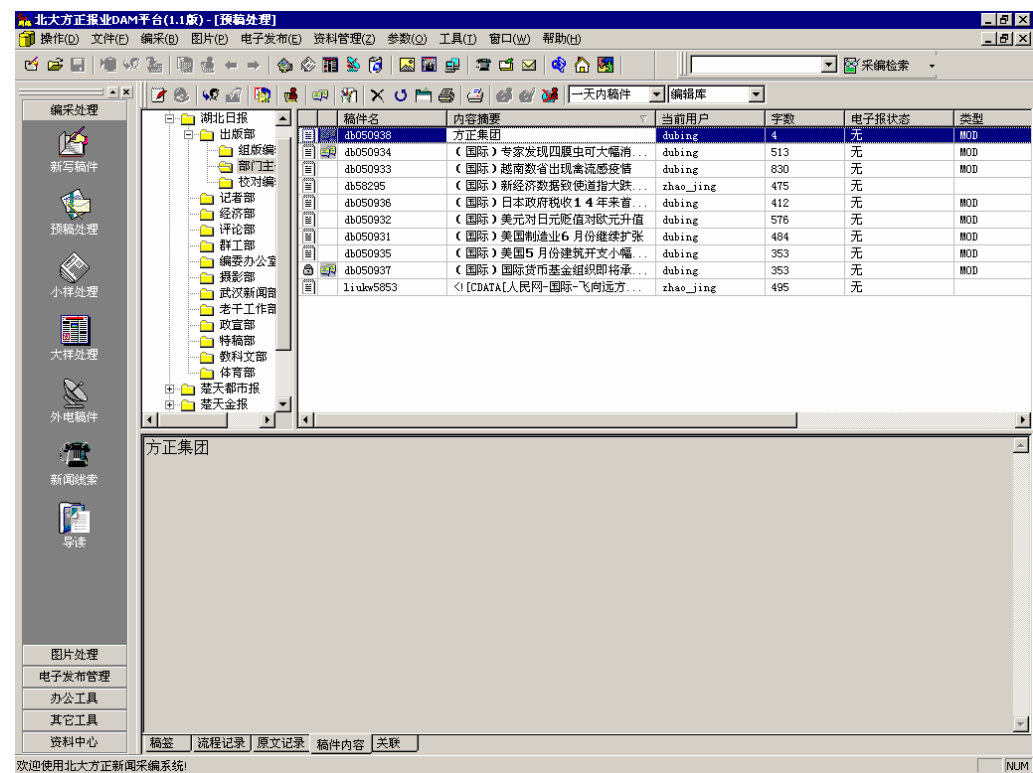 北大方正报业DAM平台(1.1版) - [预稿处理]
操作(D) 文件(F) 编采(B) 图片(P) 电子发布(E) 资料管理(Z) 参数(O) 工具(T) 窗口(W) 帮助(H)
采编检索
一天内稿件 编辑库
编采处理
新写稿件
预稿处理
小样处理
大样处理
外电稿件
新闻线索
导读
图片处理
电子发布管理
办公工具
其它工具
资料中心
湖北日报
出版部
组版编
部门主
校对编
记者部
经济部
评论部
群工部
编委办公室
摄影部
武汉新闻部
老干工作部
政宣部
特稿部
教科文部
体育部
楚天都市报
楚天金报
稿件名 内容摘要 当前用户 字数 电子报状态 类型
db050938 方正集团 dubing 4 无 MOD
db050934 (国际)专家发现四膜虫可大幅消... dubing 513 无 MOD
db050933 (国际)越南数省出现禽流感疫情 dubing 830 无 MOD
db58295 (国际)新经济数据致使道指大跌... zhao_jing 475 无
db050936 (国际)日本政府税收14年来首... dubing 412 无 MOD
db050932 (国际)美元对日元贬值对欧元升值 dubing 576 无 MOD
db050931 (国际)美国制造业6月份继续扩张 dubing 484 无 MOD
db050935 (国际)美国5月份建筑开支小幅... dubing 353 无 MOD
db050937 (国际)国际货币基金组织即将承... dubing 353 无 MOD
liukw5853 <![CDATA[人民网-国际-飞向远方... zhao_jing 495 无
方正集团
稿签 流程记录 原文记录 稿件内容 关联
欢迎使用北大方正新闻采编系统! NUM